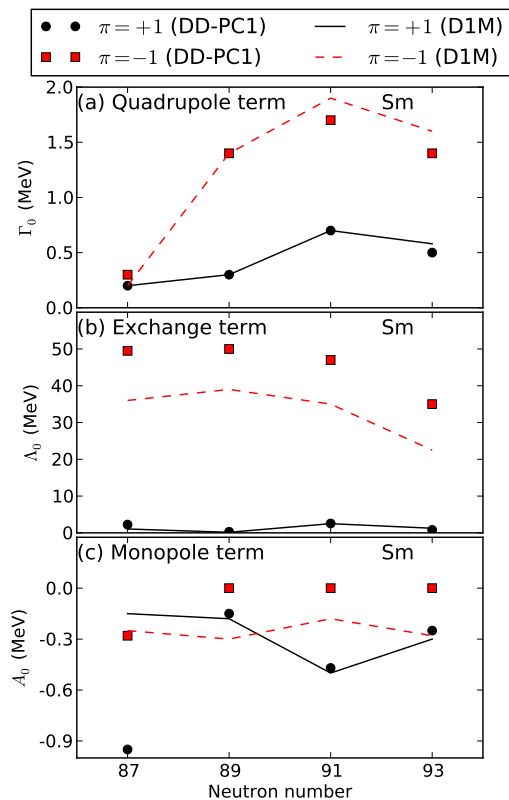 π=+1 (DD-PC1) π=+1 (D1M)
π=−1 (DD-PC1) π=−1 (D1M)
(a) Quadrupole term Sm
2.0
1.5
1.0
0.5
0.0
Γ₀ (MeV)
(b) Exchange term Sm
50
40
30
20
10
0
Λ₀ (MeV)
(c) Monopole term Sm
0.0
-0.3
-0.6
-0.9
A₀ (MeV)
87 89 91 93
Neutron number